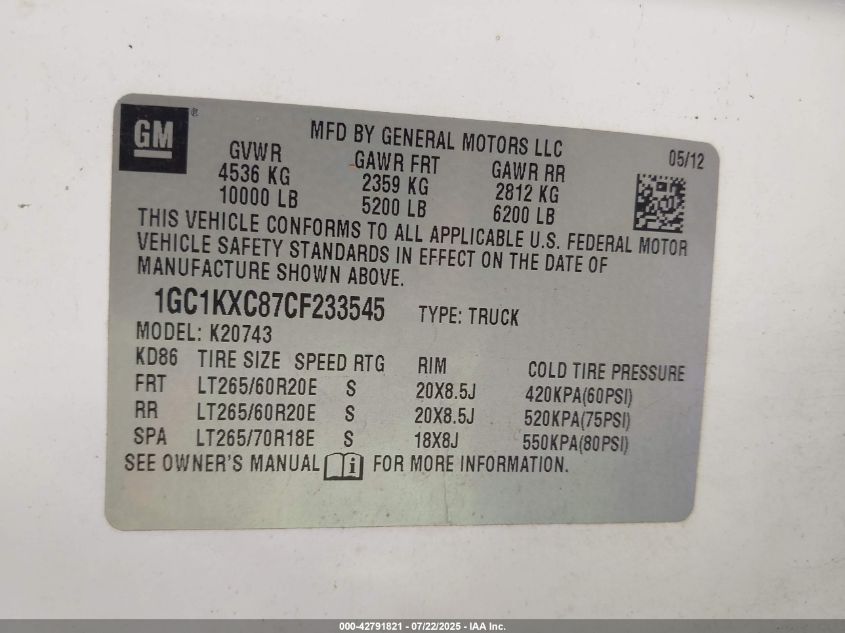 GM®
MFD BY GENERAL MOTORS LLC
05/12
GVWR GAWR FRT GAWR RR
4536 KG 2359 KG 2812 KG
10000 LB 5200 LB 6200 LB
THIS VEHICLE CONFORMS TO ALL APPLICABLE U.S. FEDERAL MOTOR
VEHICLE SAFETY STANDARDS IN EFFECT ON THE DATE OF
MANUFACTURE SHOWN ABOVE.
1GC1KXC87CF233545 TYPE: TRUCK
MODEL: K20743
KD86 TIRE SIZE SPEED RTG RIM COLD TIRE PRESSURE
FRT LT265/60R20E S 20X8.5J 420KPA(60PSI)
RR LT265/60R20E S 20X8.5J 520KPA(75PSI)
SPA LT265/70R18E S 18X8J 550KPA(80PSI)
SEE OWNER'S MANUAL i FOR MORE INFORMATION.
000-42791821 - 07/22/2025 - IAA Inc.